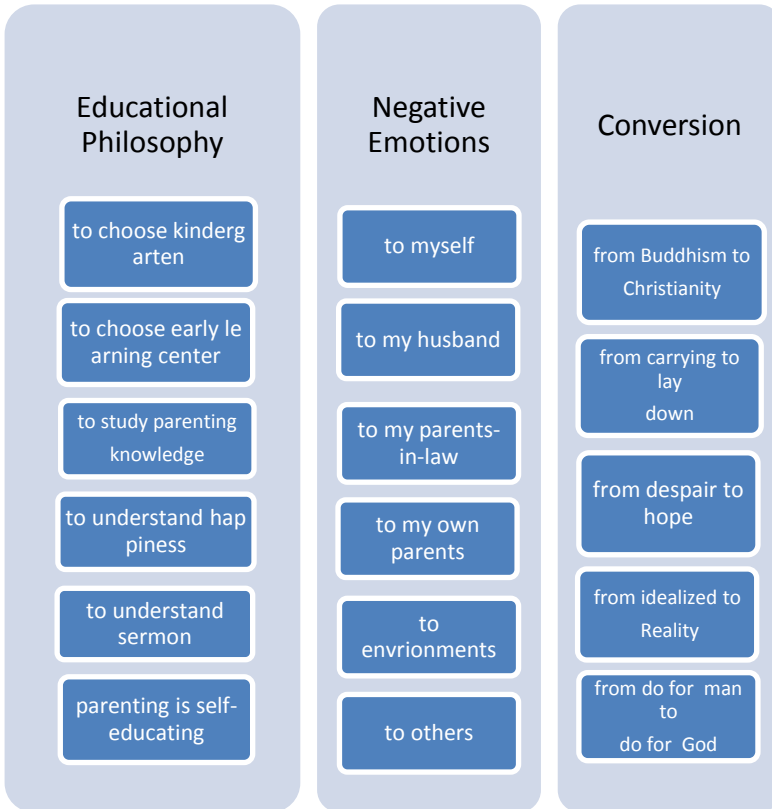 Educational
Philosophy
to choose kinderg
arten
to choose early le
arning center
to study parenting
knowledge
to understand hap
piness
to understand
sermon
parenting is self-
educating
Negative
Emotions
to myself
to my husband
to my parents-
in-law
to my own
parents
to
envrionments
to others
Conversion
from Buddhism to
Christianity
from carrying to
lay
down
from despair to
hope
from idealized to
Reality
from do for man
to
do for God